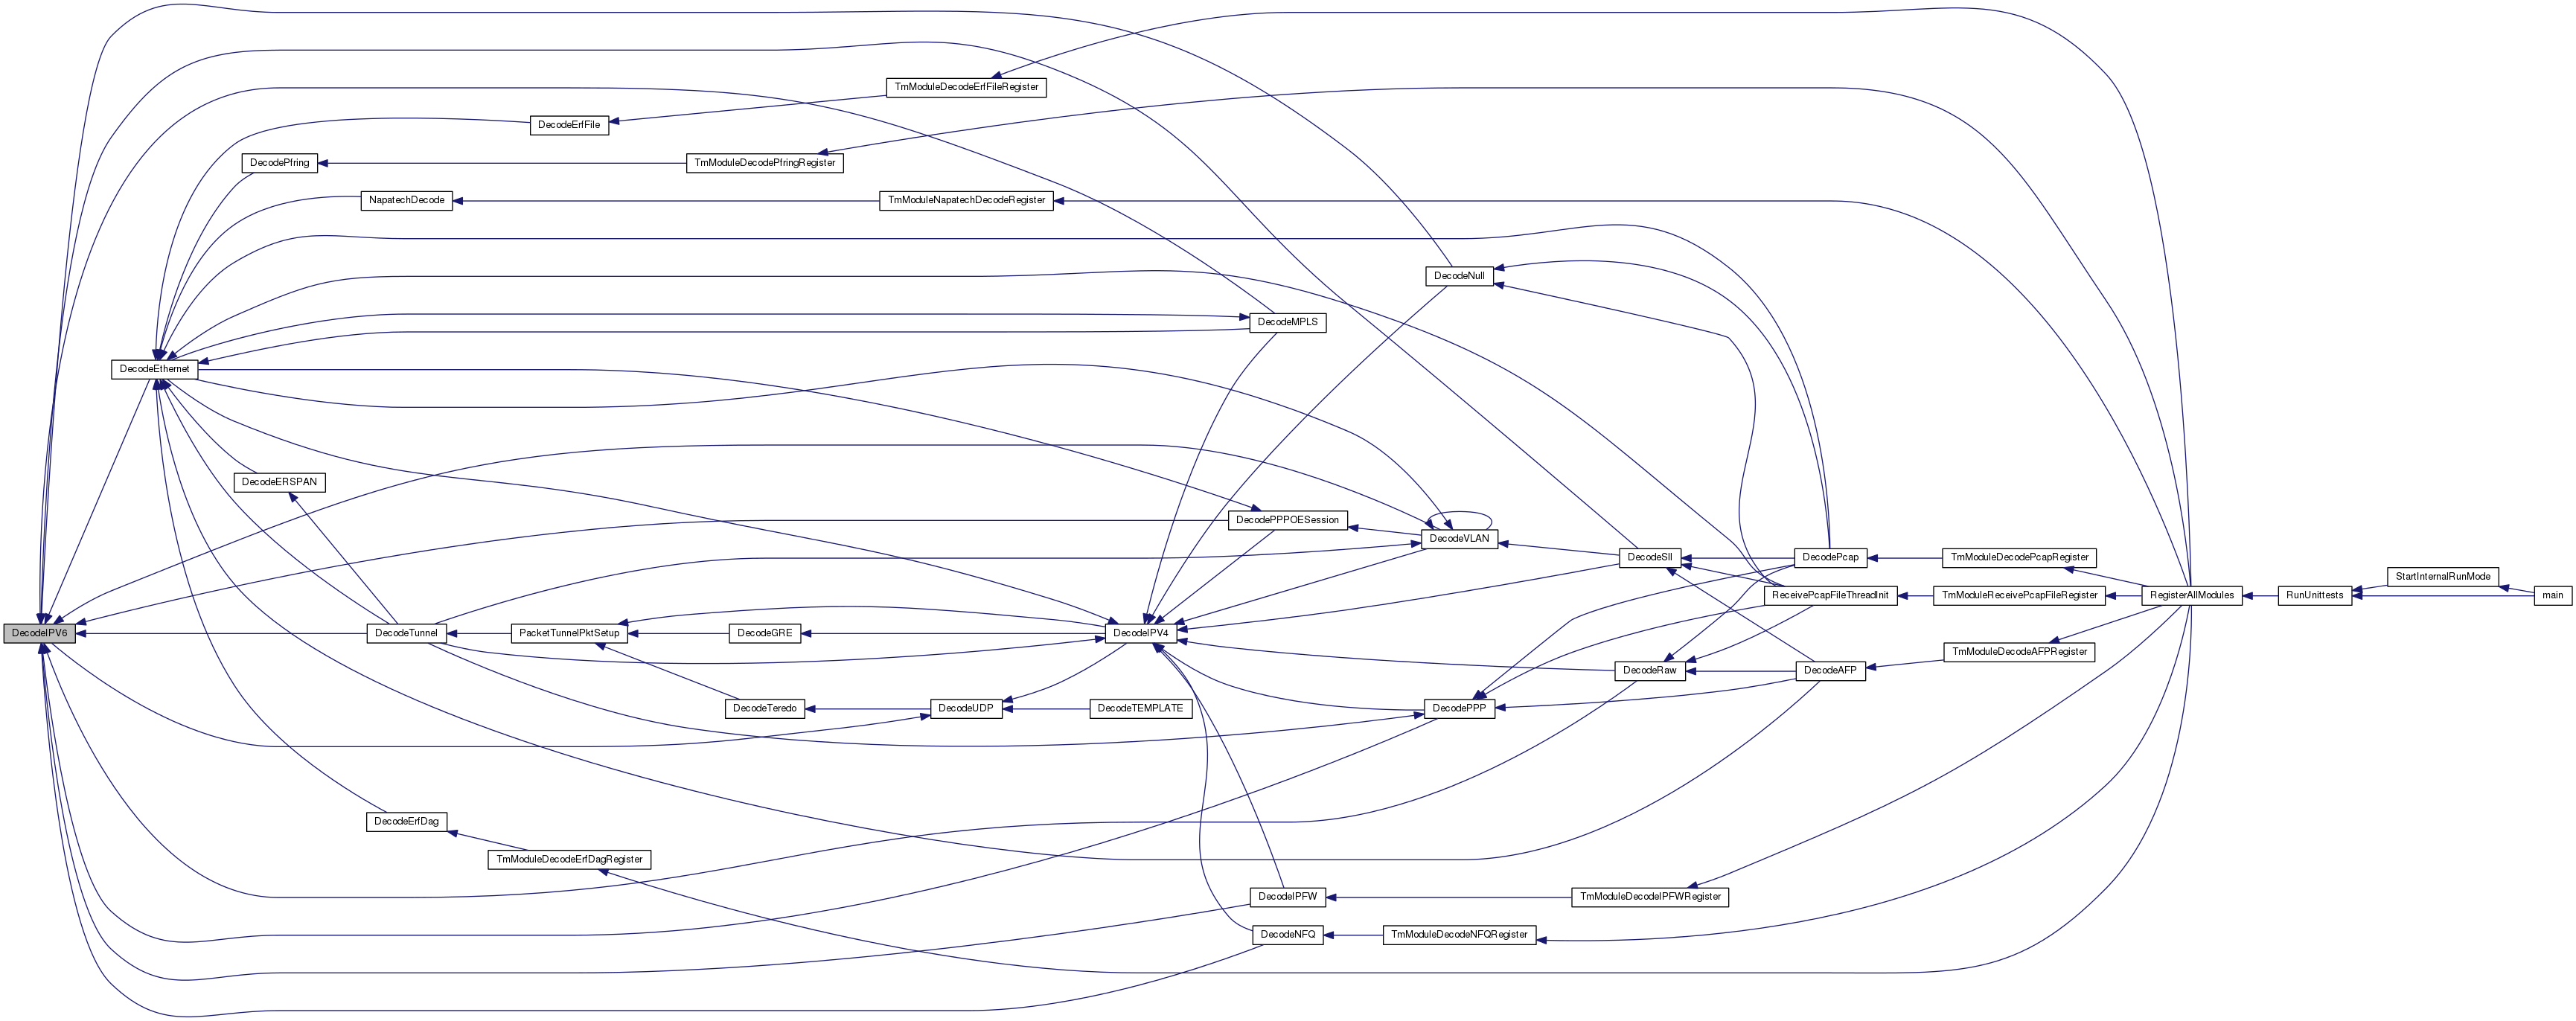 TmModuleDecodeErfFileRegister
DecodeErfFile
DecodePfring
TmModuleDecodePfringRegister
NapatechDecode
TmModuleNapatechDecodeRegister
DecodeNull
DecodeMPLS
DecodeEthernet
DecodeERSPAN
DecodePPPOESession
DecodeVLAN
DecodeSll
DecodePcap
TmModuleDecodePcapRegister
StartInternalRunMode
ReceivePcapFileThreadInit
TmModuleReceivePcapFileRegister
RegisterAllModules
RunUnittests
main
DecodeIPV6
DecodeTunnel
PacketTunnelPktSetup
DecodeGRE
DecodeIPV4
TmModuleDecodeAFPRegister
DecodeRaw
DecodeAFP
DecodeTeredo
DecodeUDP
DecodeTEMPLATE
DecodePPP
DecodeErfDag
TmModuleDecodeErfDagRegister
DecodeIPFW
TmModuleDecodeIPFWRegister
DecodeNFQ
TmModuleDecodeNFQRegister